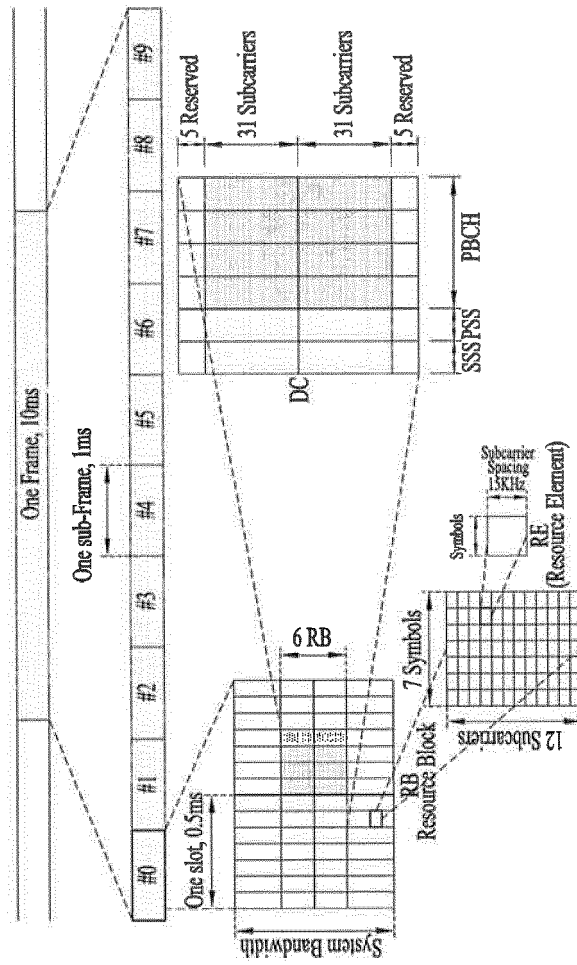 One Frame, 10ms
One sub-Frame, 1ms
#0
#1
#2
#3
#4
#5
#6
#7
#8
#9
One slot, 0.5ms
6 RB
System Bandwidth
RB
Resource Block
7 Symbols
12 Subcarriers
Symbols
Subcarrier
Spacing
15KHz
RE
(Resource Element)
DC
SSS
PSS
PBCH
5 Reserved
31 Subcarriers
31 Subcarriers
5 Reserved